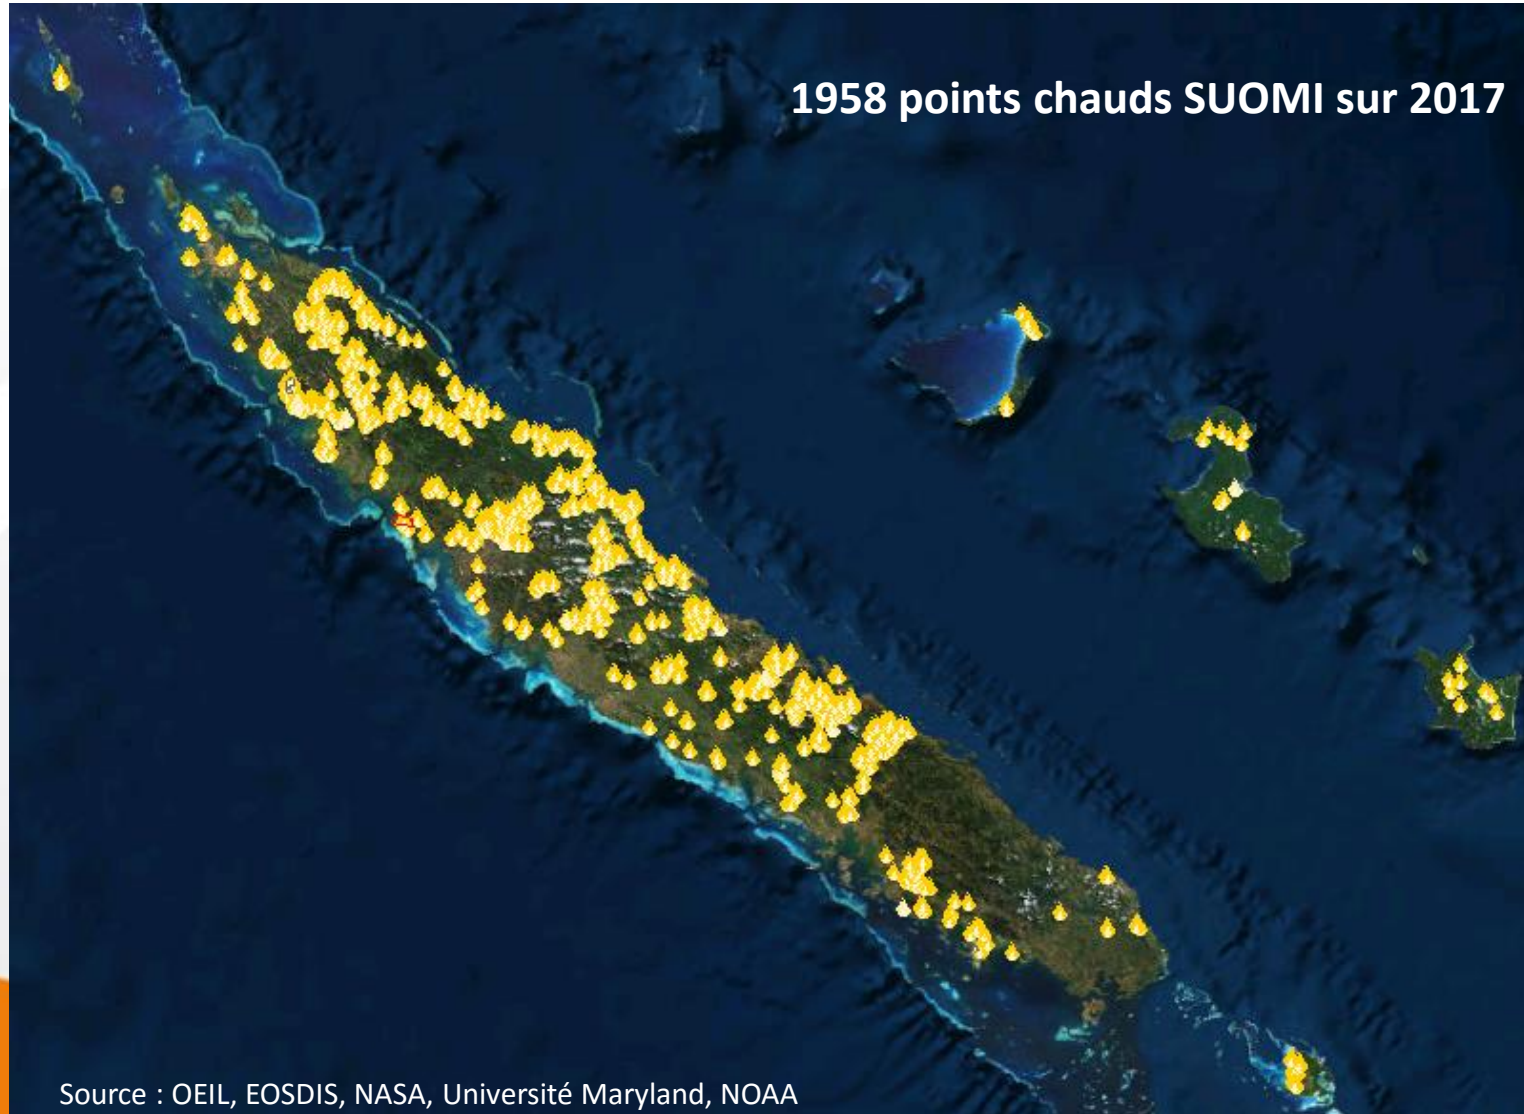 1958 points chauds SUOMI sur 2017
Source : OEIL, EOSDIS, NASA, Université Maryland, NOAA